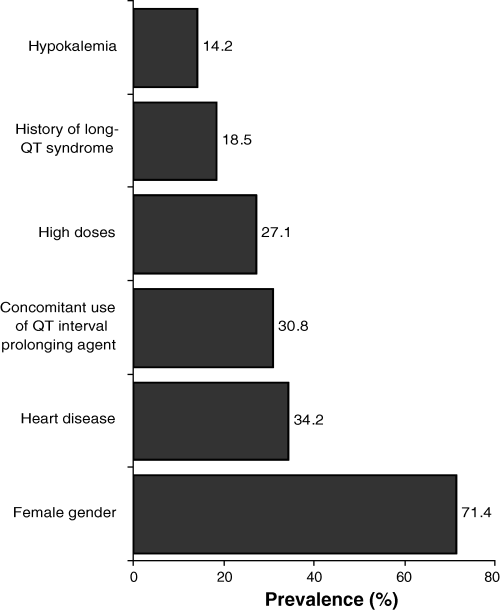 Hypokalemia
14.2
History of long-
QT syndrome
18.5
High doses
27.1
Concomitant use
of QT interval
prolonging agent
30.8
Heart disease
34.2
Female gender
71.4
0 20 40 60 80
Prevalence (%)